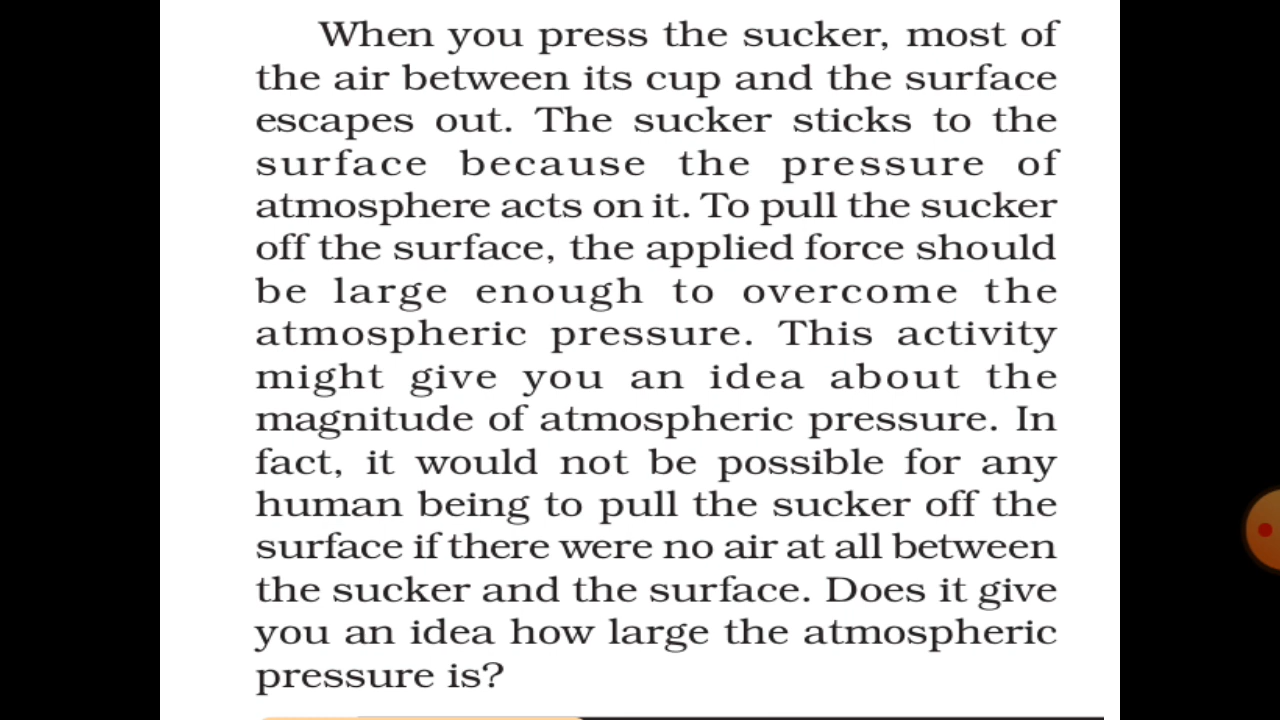 When you press the sucker, most of
the air between its cup and the surface
escapes out. The sucker sticks to the
surface because the pressure of
atmosphere acts on it. To pull the sucker
off the surface, the applied force should
be large enough to overcome the
atmospheric pressure. This activity
might give you an idea about the
magnitude of atmospheric pressure. In
fact, it would not be possible for any
human being to pull the sucker off the
surface if there were no air at all between
the sucker and the surface. Does it give
you an idea how large the atmospheric
pressure is?